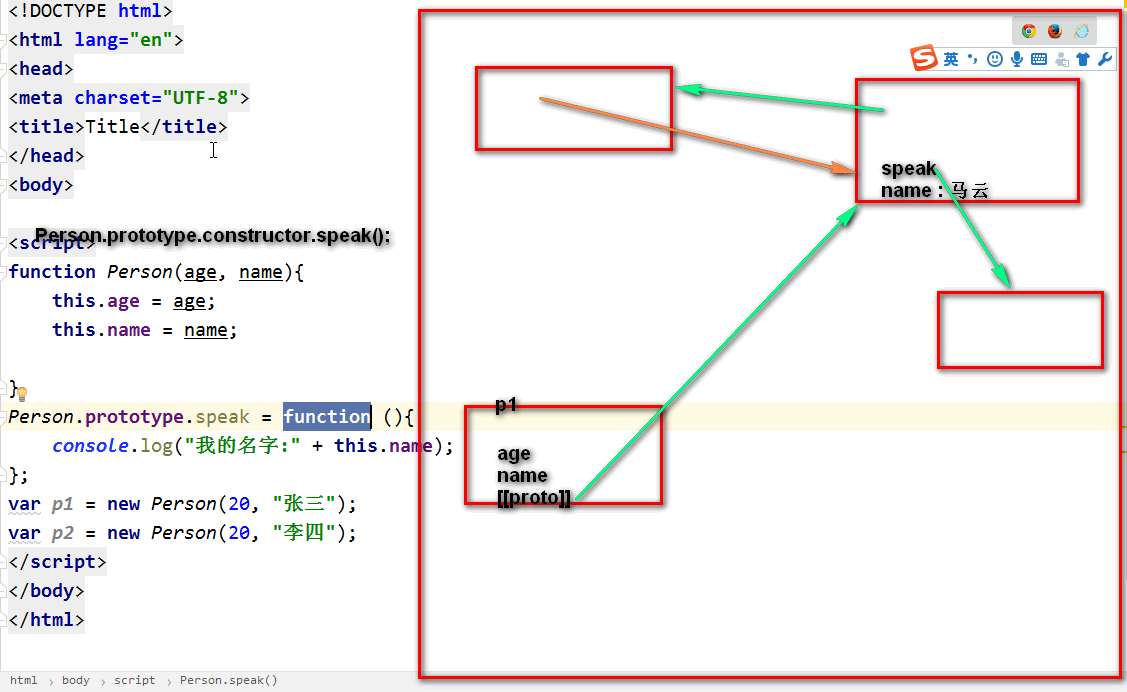 <!DOCTYPE html>
<html lang="en">
<head>
<meta charset="UTF-8">
<title>Title</title>
</head>
<body>
Person.prototype.constructor.speak();
<script>
function Person(age, name){
this.age = age;
this.name = name;
}
Person.prototype.speak = function (){
console.log("我的名字:" + this.name);
};
var p1 = new Person(20, "张三");
var p2 = new Person(20, "李四");
</script>
</body>
</html>
html › body › script › Person.speak()
英
speak
name：马云
p1
age
name
[[proto]]